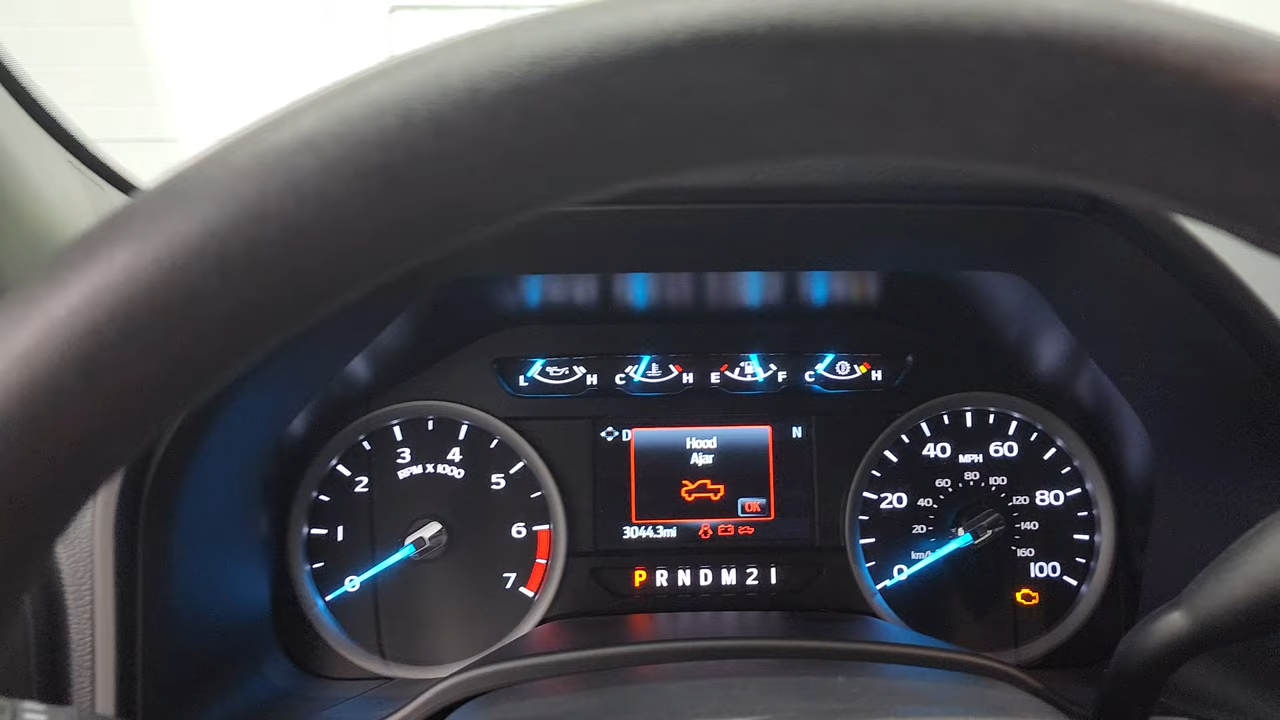 L H C H E F C H
D
N
Hood
Ajar
OK
3044.3mi
P R N D M 2 1
0 1 2 3 4 5 6 7
RPM X 1000
0 20 40 60 80 100
MPH
20 40 60 80 100 120 140 160
km/h